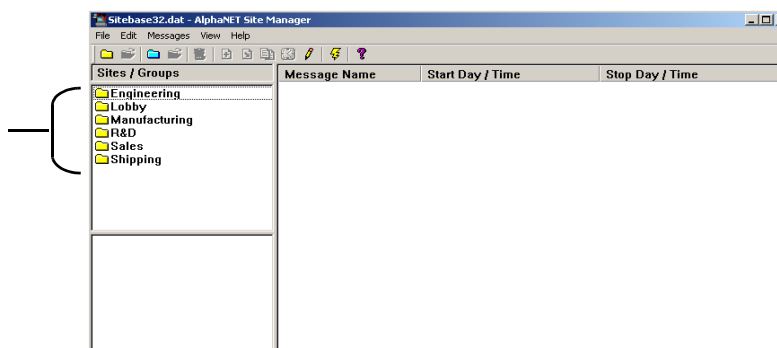 Sitebase32.dat - AlphaNET Site Manager
File Edit Messages View Help
Sites / Groups
Message Name Start Day / Time Stop Day / Time
Engineering
Lobby
Manufacturing
R&D
Sales
Shipping